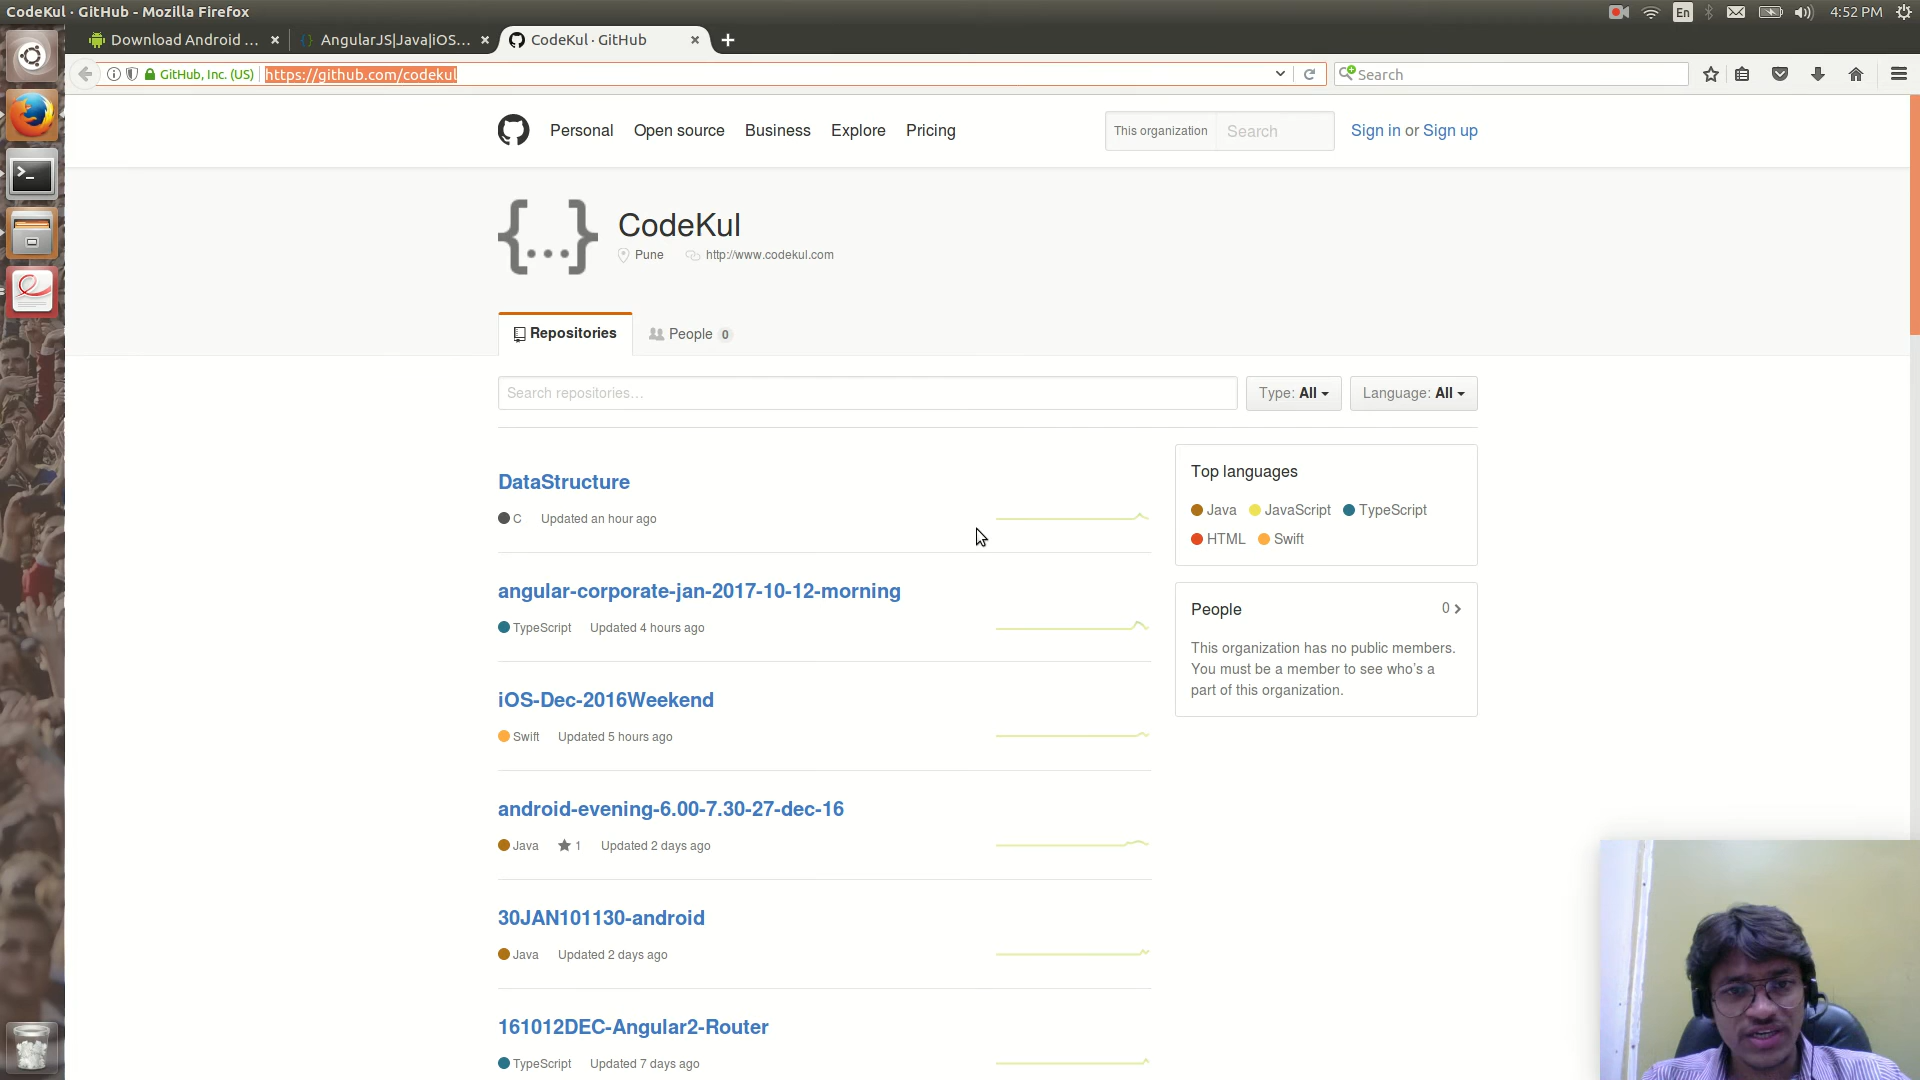 CodeKul · GitHub - Mozilla Firefox
En
4:52 PM
Download Android ...
AngularJS|Java|iOS...
CodeKul · GitHub
GitHub, Inc. (US)
https://github.com/codekul
Search
Personal
Open source
Business
Explore
Pricing
This organization
Search
Sign in or Sign up
{...}
CodeKul
Pune
http://www.codekul.com
Repositories
People 0
Search repositories…
Type: All
Language: All
DataStructure
C Updated an hour ago
angular-corporate-jan-2017-10-12-morning
TypeScript Updated 4 hours ago
iOS-Dec-2016Weekend
Swift Updated 5 hours ago
android-evening-6.00-7.30-27-dec-16
Java 1 Updated 2 days ago
30JAN101130-android
Java Updated 2 days ago
161012DEC-Angular2-Router
TypeScript Updated 7 days ago
Top languages
Java JavaScript TypeScript
HTML Swift
People 0
This organization has no public members.
You must be a member to see who's a
part of this organization.